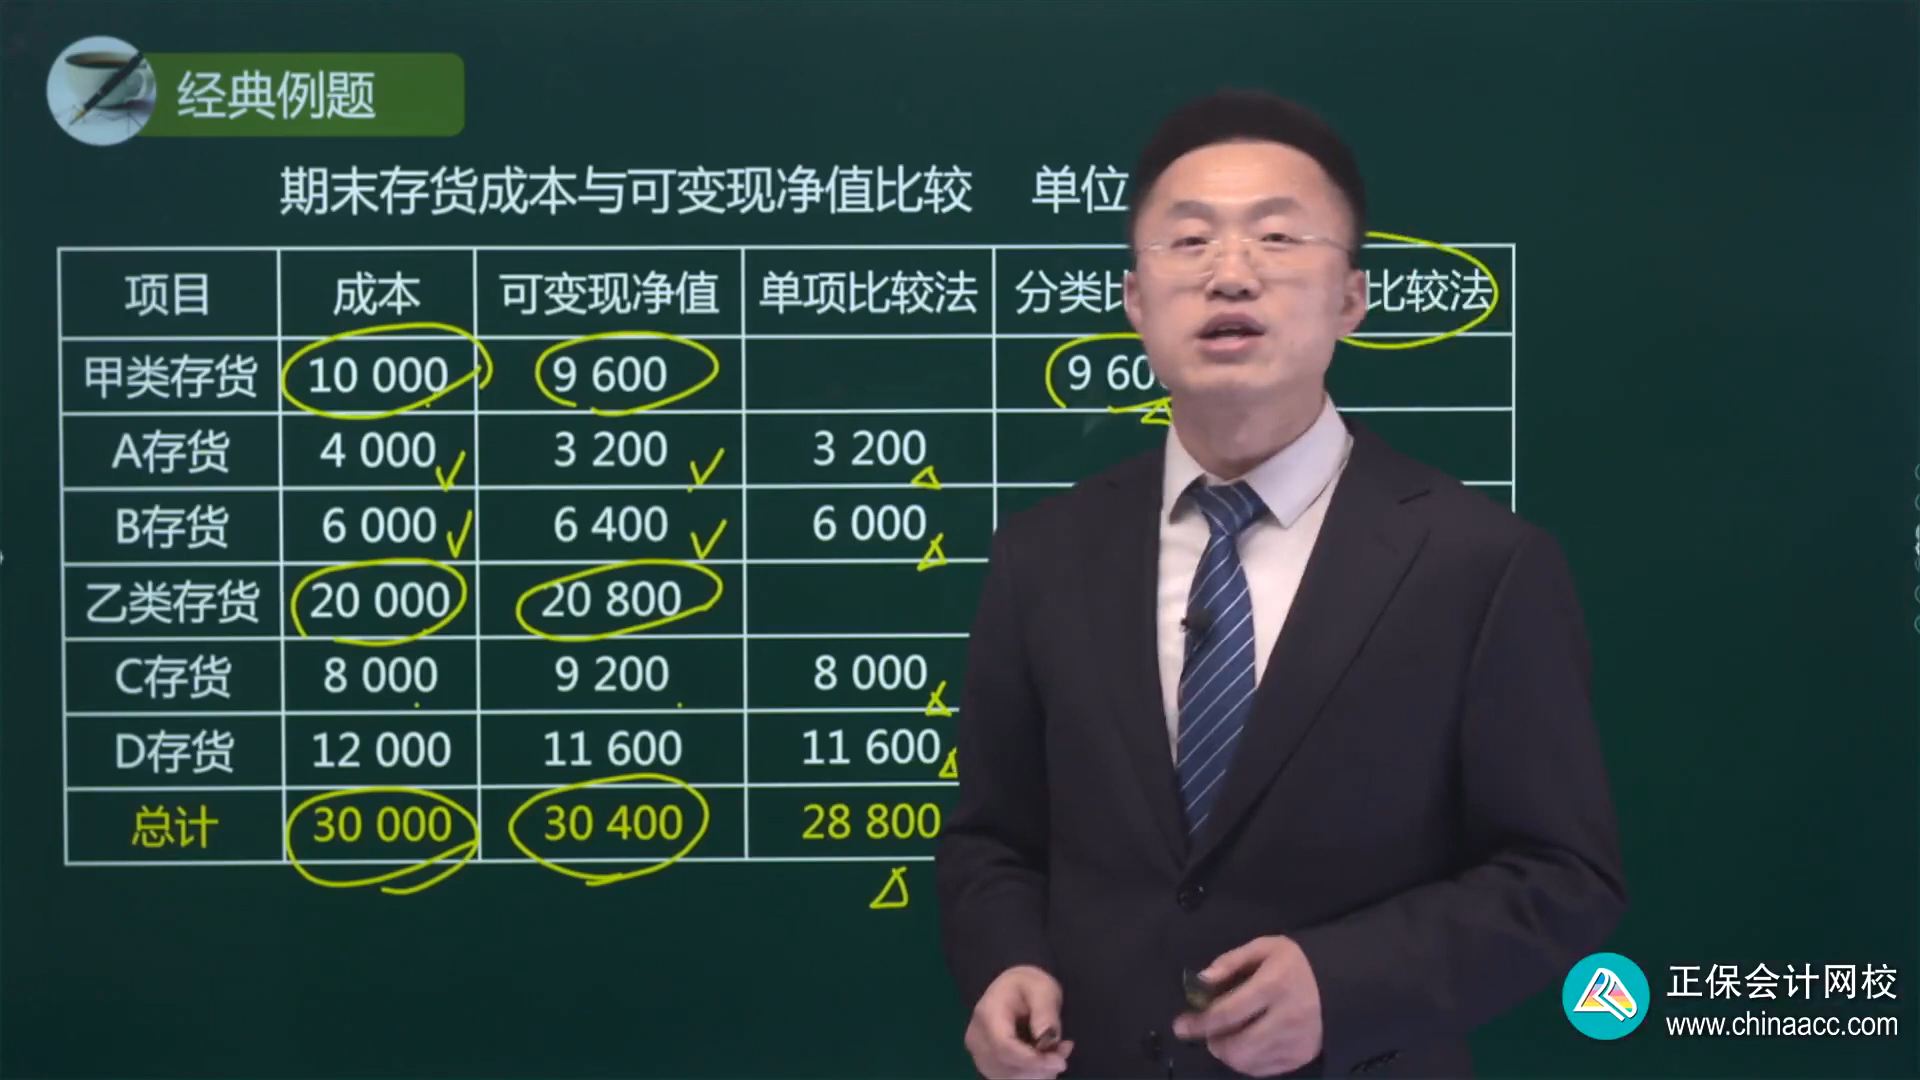 经典例题
期末存货成本与可变现净值比较 单位
项目 成本 可变现净值 单项比较法 分类比 比较法
甲类存货 10 000 9 600 9 60
A存货 4 000 3 200 3 200
B存货 6 000 6 400 6 000
乙类存货 20 000 20 800
C存货 8 000 9 200 8 000
D存货 12 000 11 600 11 600
总计 30 000 30 400 28 800
正保会计网校
www.chinaacc.com